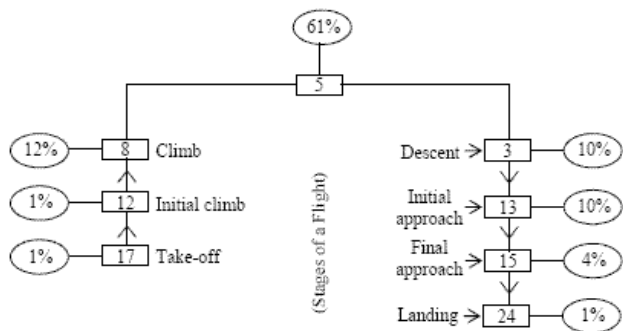 61%
5
12%
8
Climb
Descent
3
10%
1%
12
Initial climb
Initial
approach
13
10%
1%
17
Take-off
(Stages of a Flight)
Final
approach
15
4%
Landing
24
1%